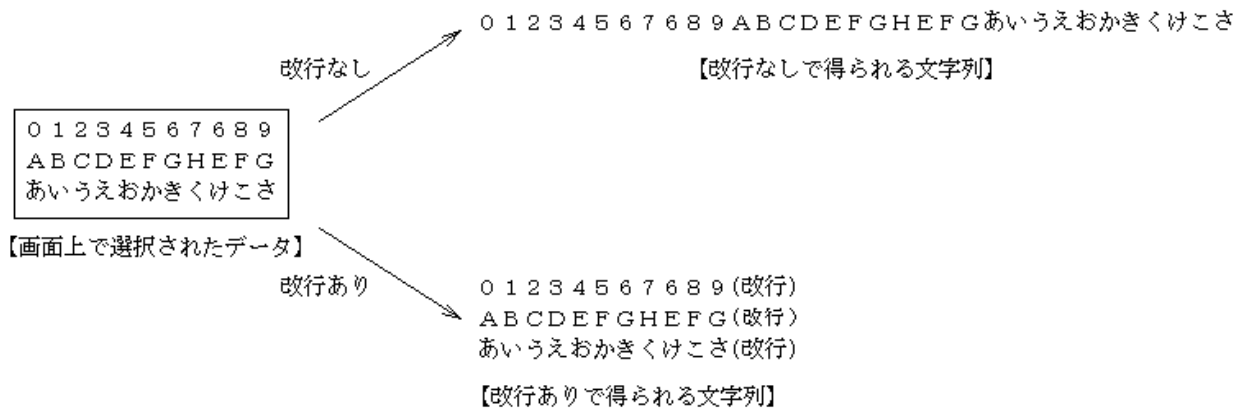 ０１２３４５６７６８９ＡＢＣＤＥＦＧＨＥＦＧあいうえおかきくけこさ
改行なし
【改行なしで得られる文字列】
０１２３４５６７６８９
ＡＢＣＤＥＦＧＨＥＦＧ
あいうえおかきくけこさ
【画面上で選択されたデータ】
改行あり
０１２３４５６７６８９(改行)
ＡＢＣＤＥＦＧＨＥＦＧ(改行)
あいうえおかきくけこさ(改行)
【改行ありで得られる文字列】